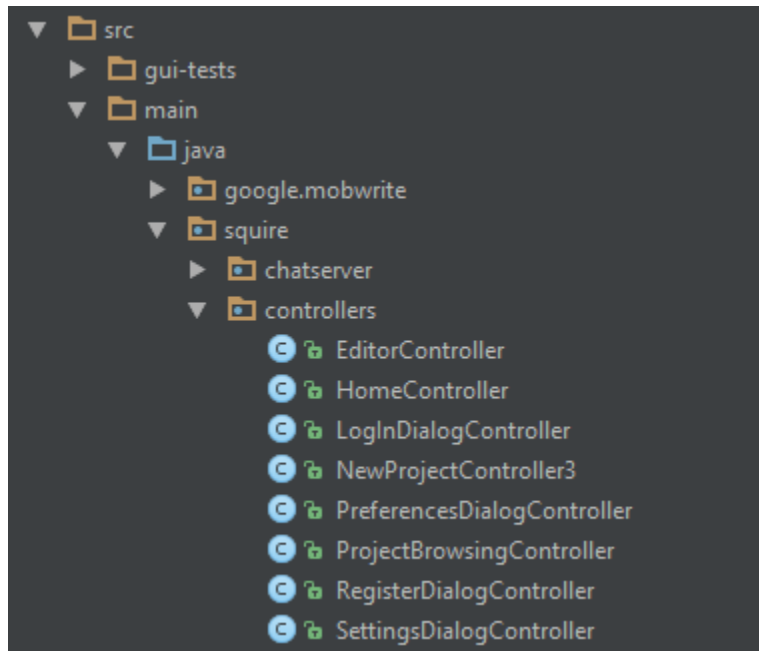 src
gui-tests
main
java
google.mobwrite
squire
chatserver
controllers
C EditorController
C HomeController
C LogInDialogController
C NewProjectController3
C PreferencesDialogController
C ProjectBrowsingController
C RegisterDialogController
C SettingsDialogController